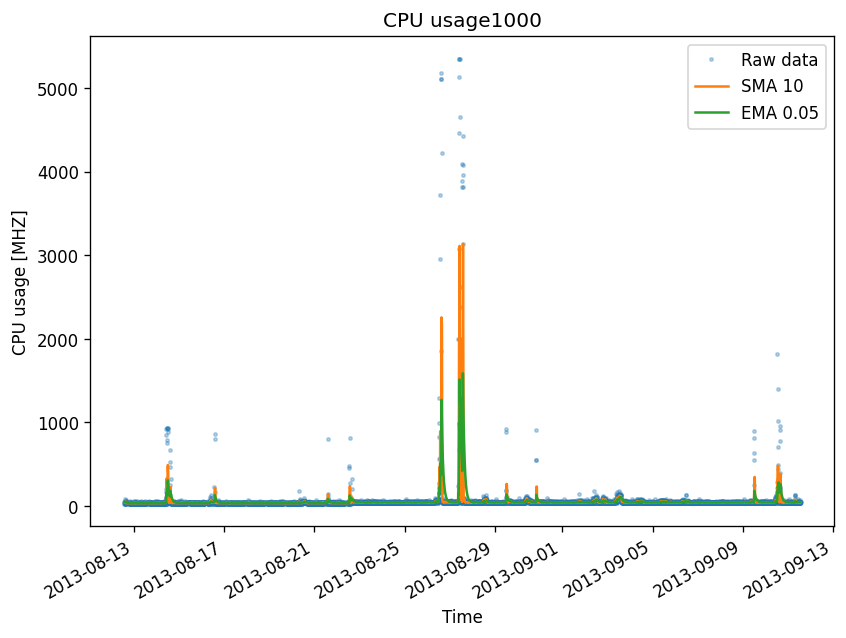 CPU usage1000
Raw data
SMA 10
EMA 0.05
CPU usage [MHZ]
5000
4000
3000
2000
1000
0
2013-08-13
2013-08-17
2013-08-21
2013-08-25
2013-08-29
2013-09-01
2013-09-05
2013-09-09
2013-09-13
Time